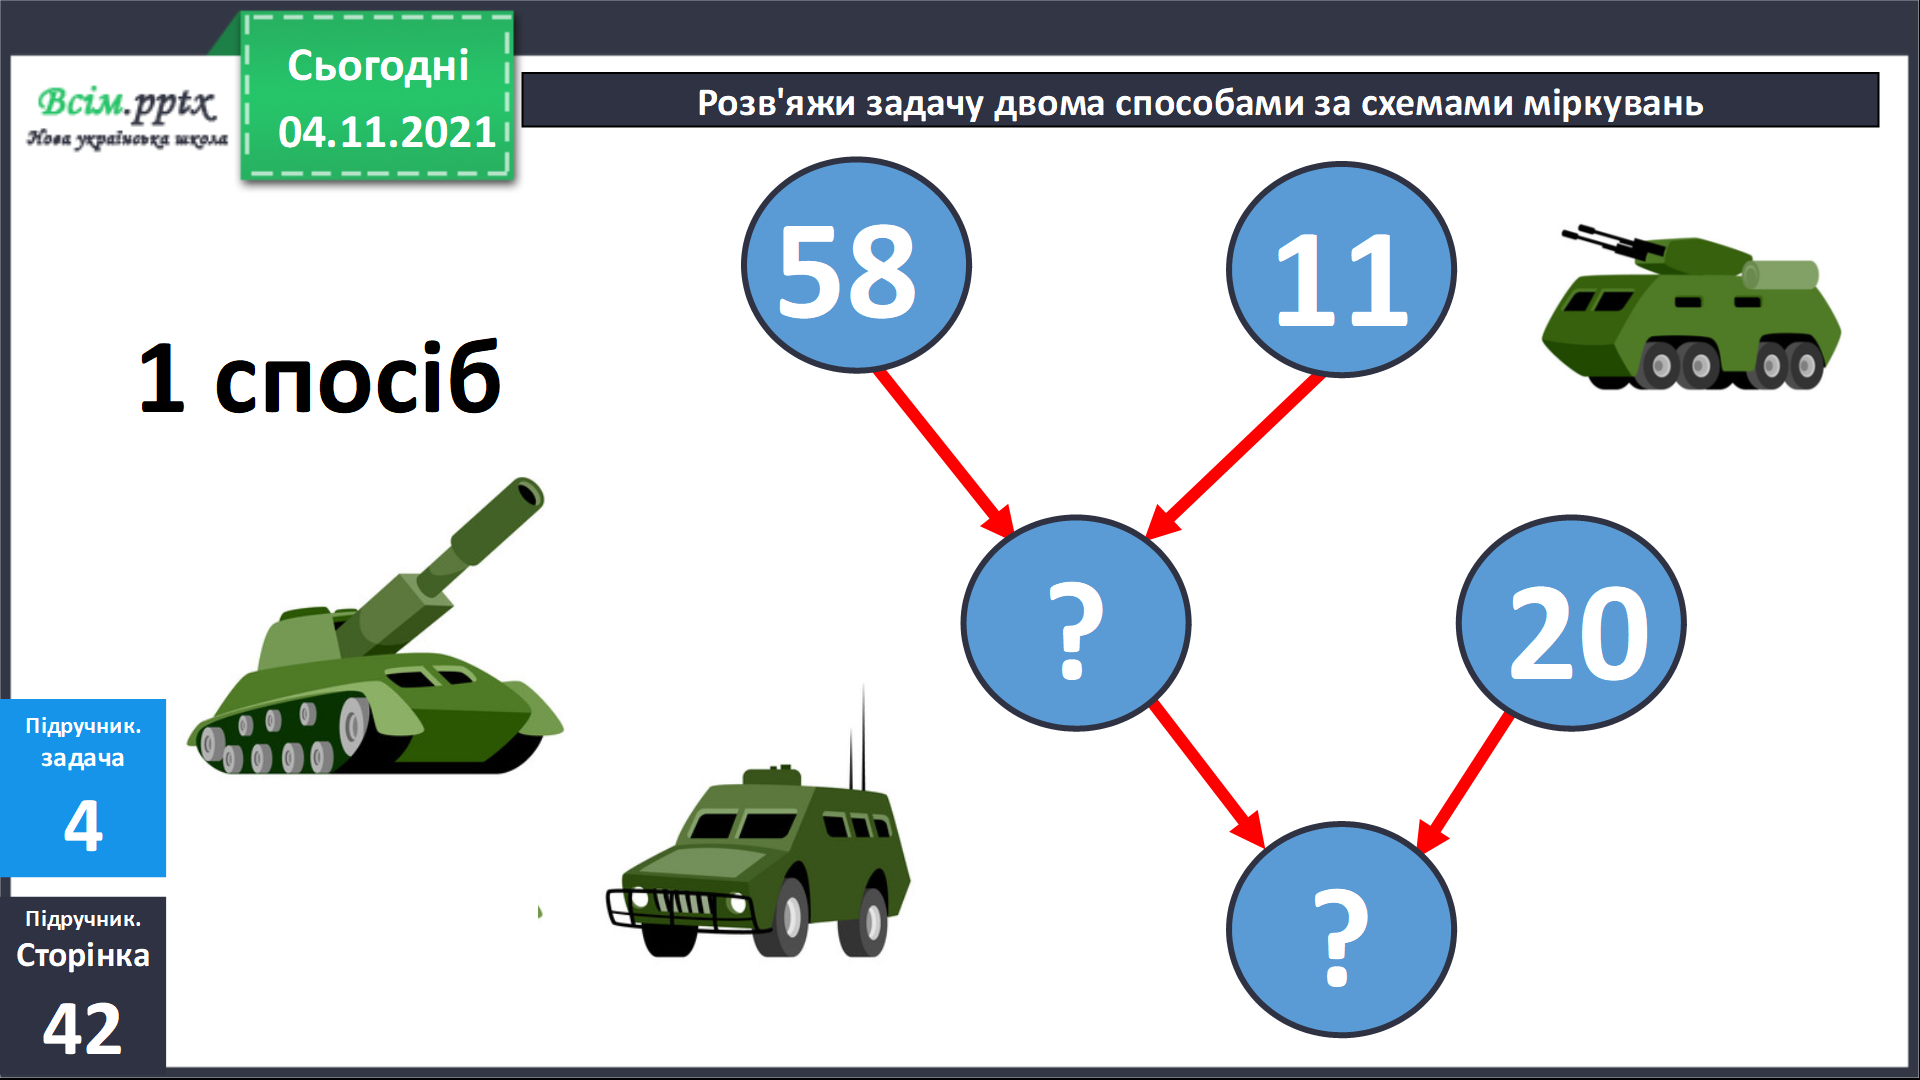 Сьогодні
04.11.2021
Всім.pptx
Нова українська школа
Розв'яжи задачу двома способами за схемами міркувань
58
11
1 спосіб
?
20
?
Підручник.
задача
4
Підручник.
Сторінка
42